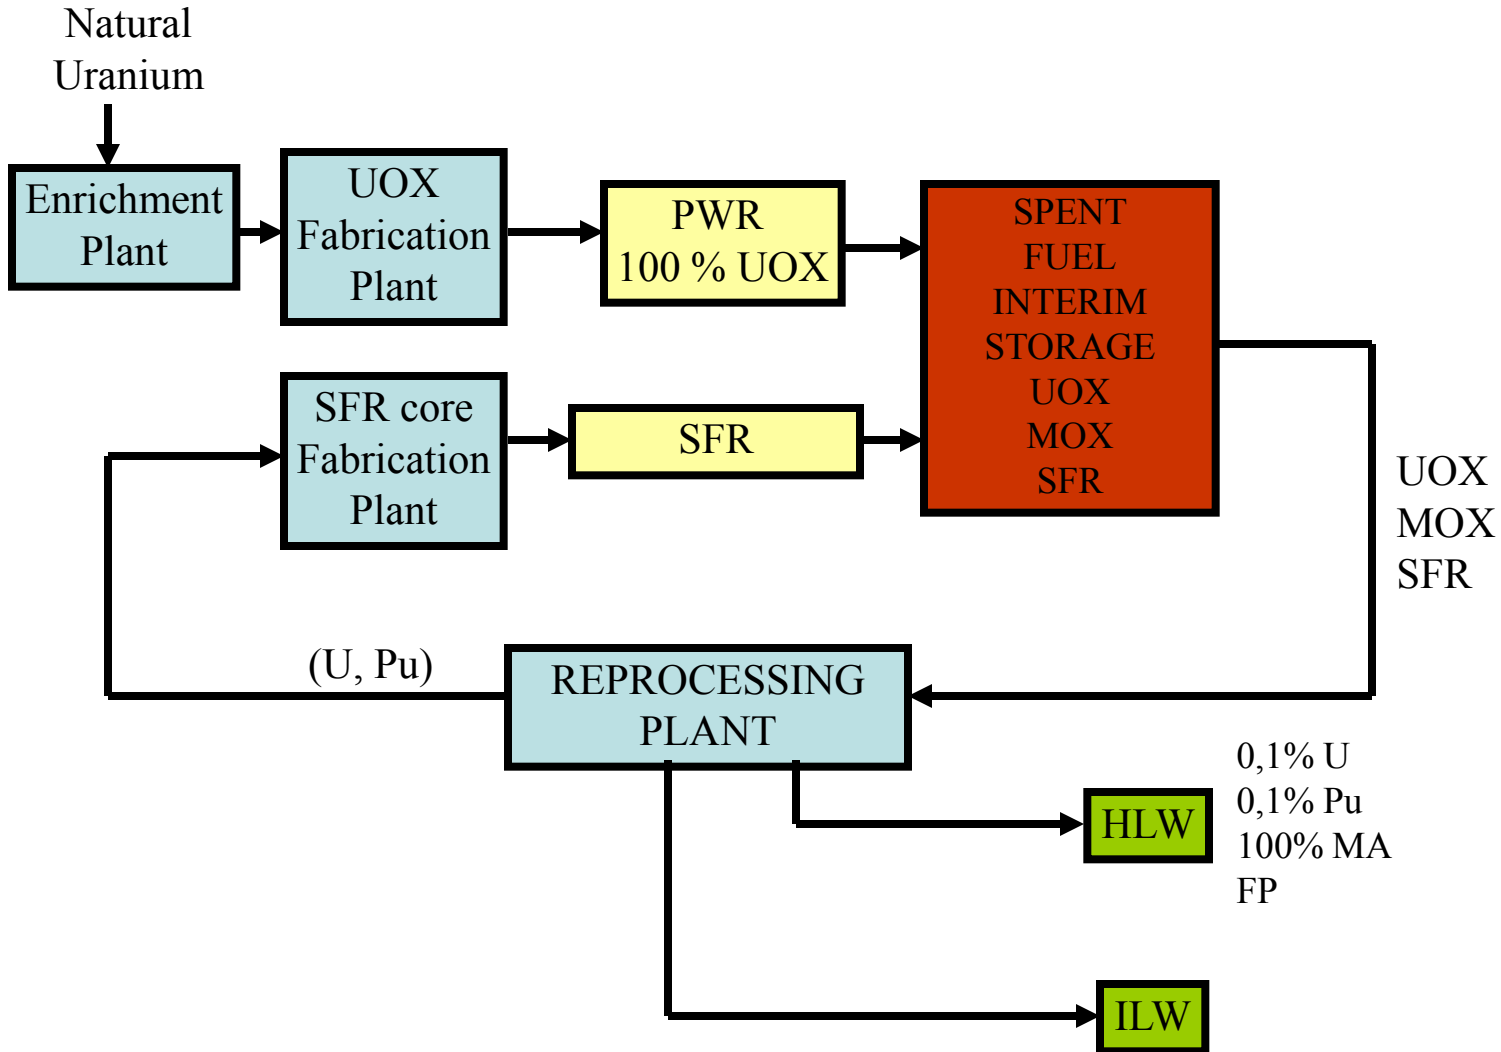 Natural
Uranium
Enrichment
Plant
UOX
Fabrication
Plant
PWR
100 % UOX
SPENT
FUEL
INTERIM
STORAGE
UOX
MOX
SFR
SFR core
Fabrication
Plant
SFR
UOX
MOX
SFR
(U, Pu)
REPROCESSING
PLANT
HLW
0,1% U
0,1% Pu
100% MA
FP
ILW